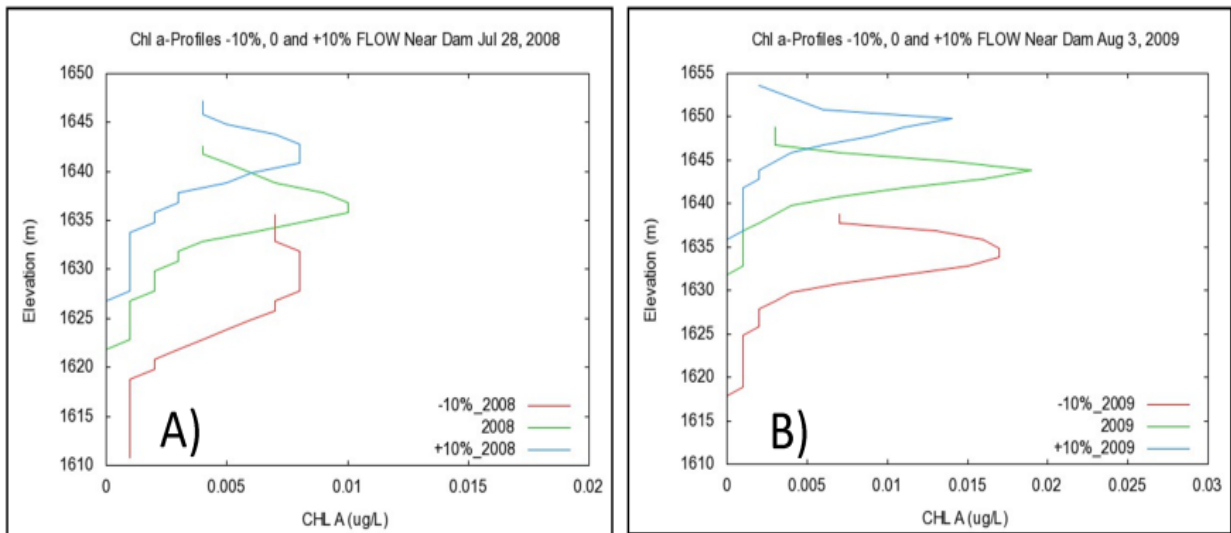 Chl a-Profiles -10%, 0 and +10% FLOW Near Dam Jul 28, 2008
1650
1645
1640
1635
1630
1625
1620
1615
1610
Elevation (m)
0 0.005 0.01 0.015 0.02
CHL A (ug/L)
-10%_2008
2008
+10%_2008
A)
Chl a-Profiles -10%, 0 and +10% FLOW Near Dam Aug 3, 2009
1655
1650
1645
1640
1635
1630
1625
1620
1615
1610
Elevation (m)
0 0.005 0.01 0.015 0.02 0.025 0.03
CHL A (ug/L)
-10%_2009
2009
+10%_2009
B)